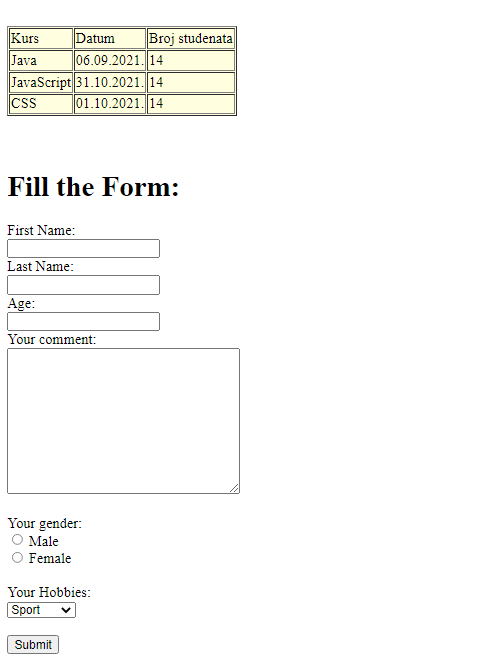 Kurs Datum Broj studenata
Java 06.09.2021. 14
JavaScript 31.10.2021. 14
CSS 01.10.2021. 14
Fill the Form:
First Name:
Last Name:
Age:
Your comment:
Your gender:
Male
Female
Your Hobbies:
Sport
Submit